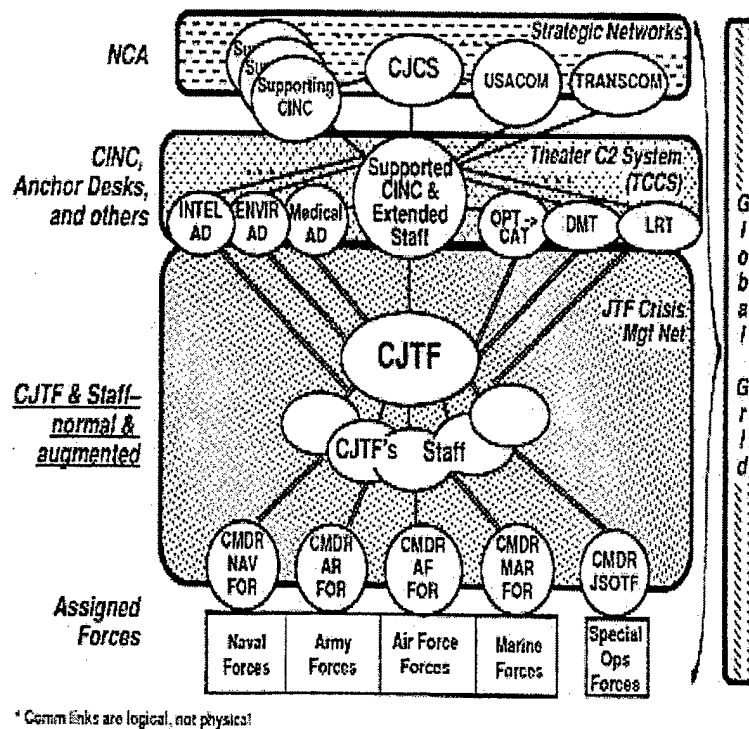 Strategic Networks
NCA
Su
Su
Supporting
CINC
CJCS
USACOM
TRANSCOM
CINC,
Anchor Desks,
and others
Theater C2 System
(TCCS)
Supported
CINC &
Extended
Staff
INTEL
AD
ENVIR
AD
Medical
AD
OPT->
CAT
DMT
LRT
JTF Crisis
Mgt Net
CJTF
CJTF & Staff–
normal &
augmented
CJTF's Staff
CMDR
NAV
FOR
CMDR
AR
FOR
CMDR
AF
FOR
CMDR
MAR
FOR
CMDR
JSOTF
Assigned
Forces
Naval
Forces
Army
Forces
Air Force
Forces
Marine
Forces
Special
Ops
Forces
Global Grid
* Comm links are logical, not physical